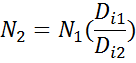 N₂ = N₁(Dᵢ₁/Dᵢ₂)